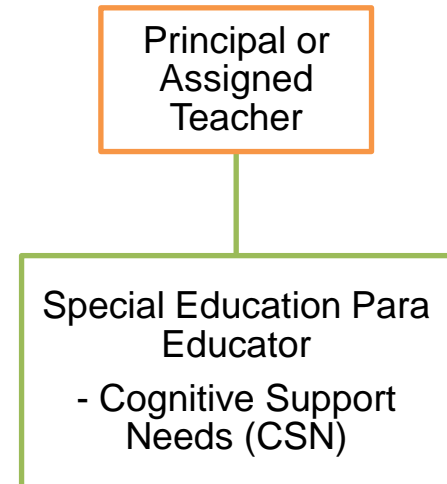 Principal or
Assigned
Teacher
Special Education Para
Educator
- Cognitive Support
Needs (CSN)